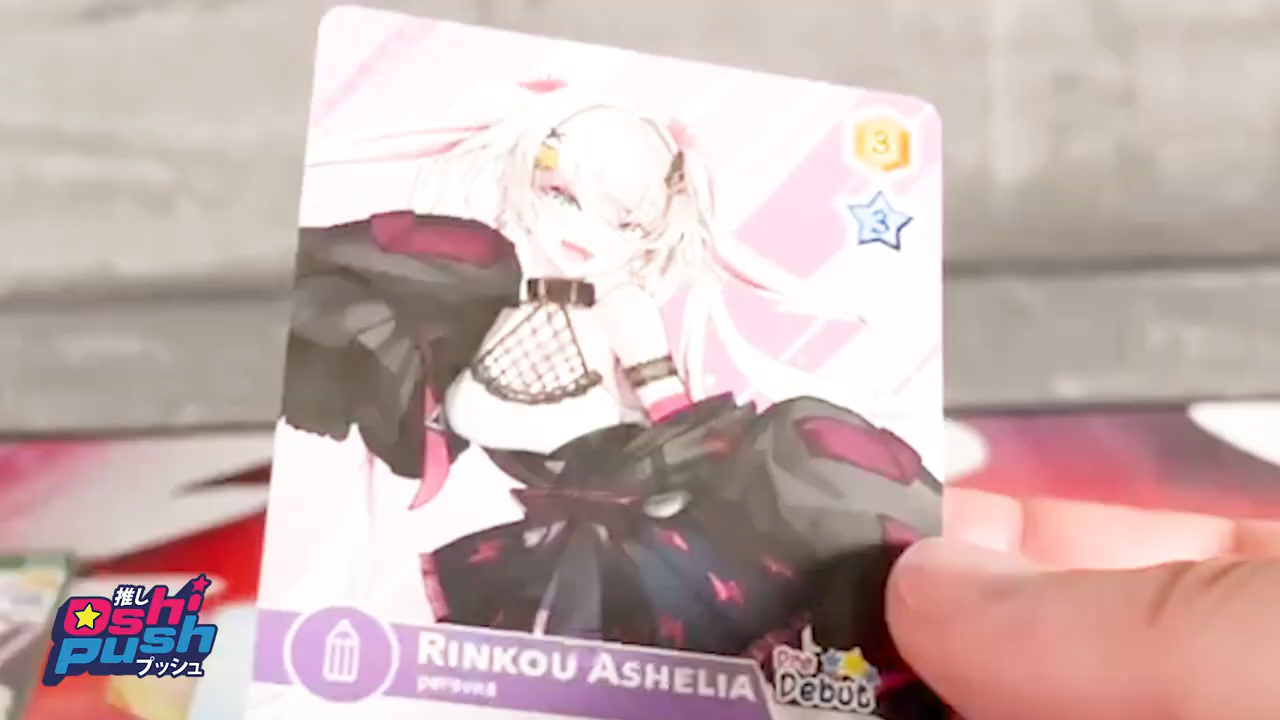 3
3
RINKOU ASHELIA
Pre
Debut
推し
Oshi
push
プッシュ